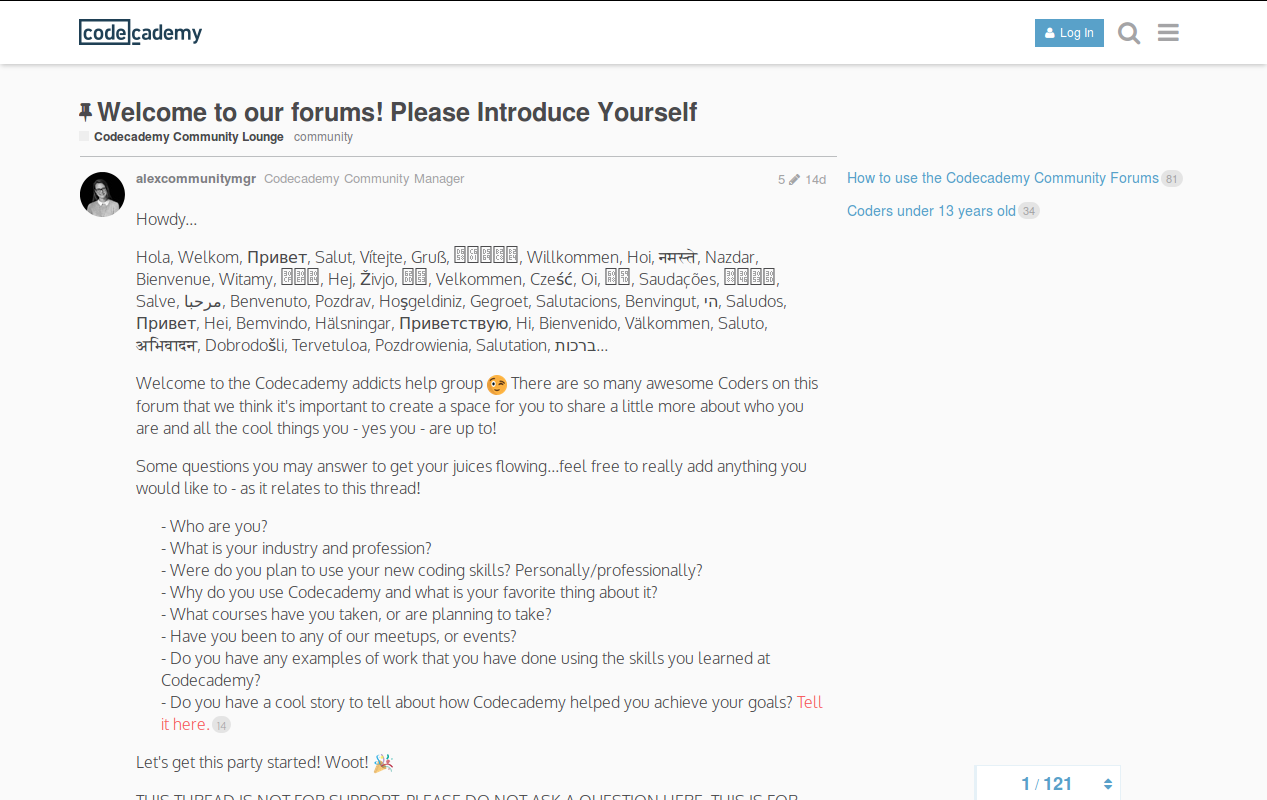 codecademy
Log In
Welcome to our forums! Please Introduce Yourself
Codecademy Community Lounge community
alexcommunitymgr Codecademy Community Manager 5 14d
How to use the Codecademy Community Forums 81
Coders under 13 years old 34
Howdy...
Hola, Welkom, Привет, Salut, Vítejte, Gruß, , Willkommen, Hoi, नमस्ते, Nazdar,
Bienvenue, Witamy, , Hej, Živjo, , Velkommen, Cześć, Oi, , Saudações, ,
Salve, مرحبا, Benvenuto, Pozdrav, Hoşgeldiniz, Gegroet, Salutacions, Benvingut, היי, Saludos,
Привет, Hei, Bemvindo, Hälsningar, Приветствую, Hi, Bienvenido, Välkommen, Saluto,
अभिवादन, Dobrodošli, Tervetuloa, Pozdrowienia, Salutation, ברכות...
Welcome to the Codecademy addicts help group 😉 There are so many awesome Coders on this
forum that we think it's important to create a space for you to share a little more about who you
are and all the cool things you - yes you - are up to!
Some questions you may answer to get your juices flowing...feel free to really add anything you
would like to - as it relates to this thread!
- Who are you?
- What is your industry and profession?
- Were do you plan to use your new coding skills? Personally/professionally?
- Why do you use Codecademy and what is your favorite thing about it?
- What courses have you taken, or are planning to take?
- Have you been to any of our meetups, or events?
- Do you have any examples of work that you have done using the skills you learned at
Codecademy?
- Do you have a cool story to tell about how Codecademy helped you achieve your goals? Tell
it here. 14
Let's get this party started! Woot! 🎉
1 / 121
THIS THREAD IS NOT FOR SUPPORT. PLEASE DO NOT ASK A QUESTION HERE. THIS IS FOR